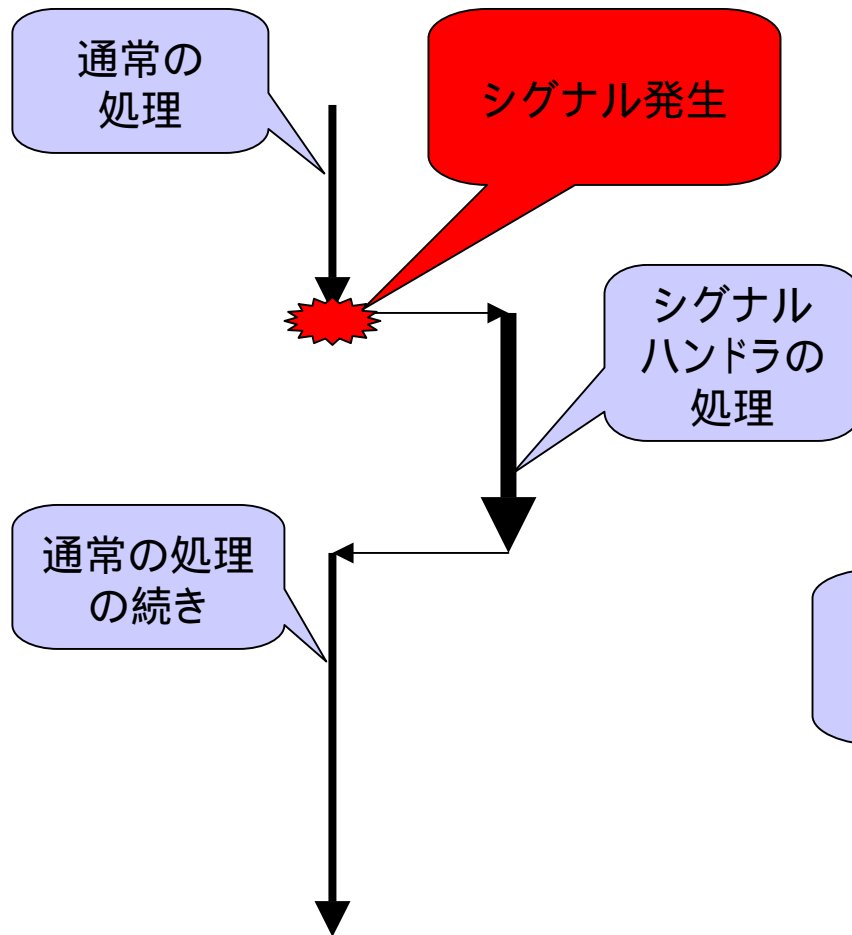 通常の
処理
シグナル発生
シグナル
ハンドラの
処理
通常の処理
の続き